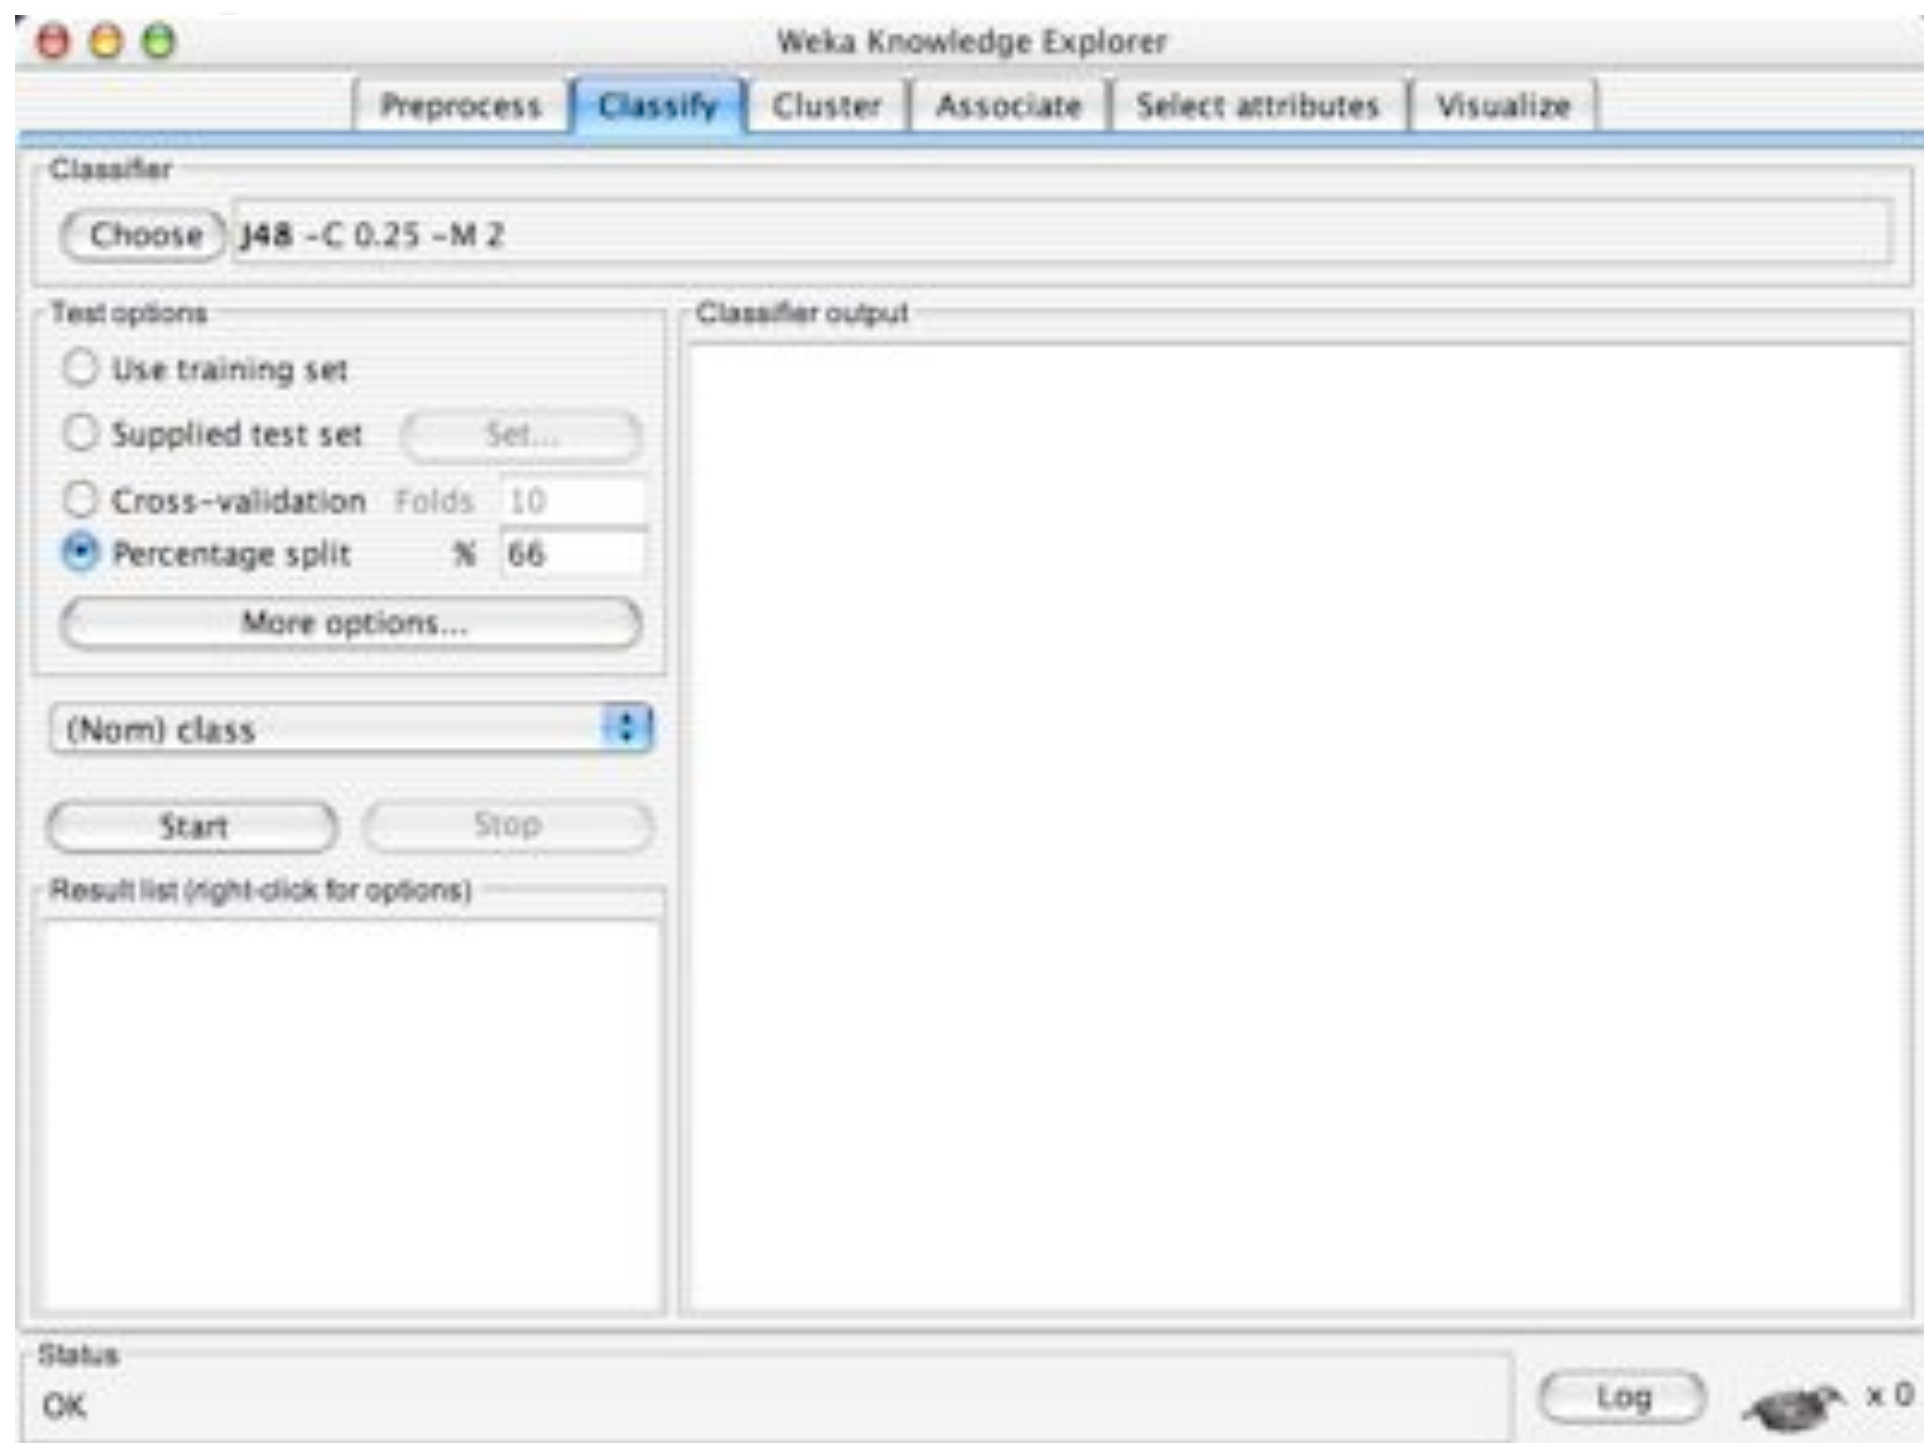 Weka Knowledge Explorer
Preprocess Classify Cluster Associate Select attributes Visualize
Classifier
Choose J48 -C 0.25 -M 2
Test options
Use training set
Supplied test set Set...
Cross-validation Folds 10
Percentage split % 66
More options...
(Nom) class
Start Stop
Result list (right-click for options)
Classifier output
Status
OK
Log x 0